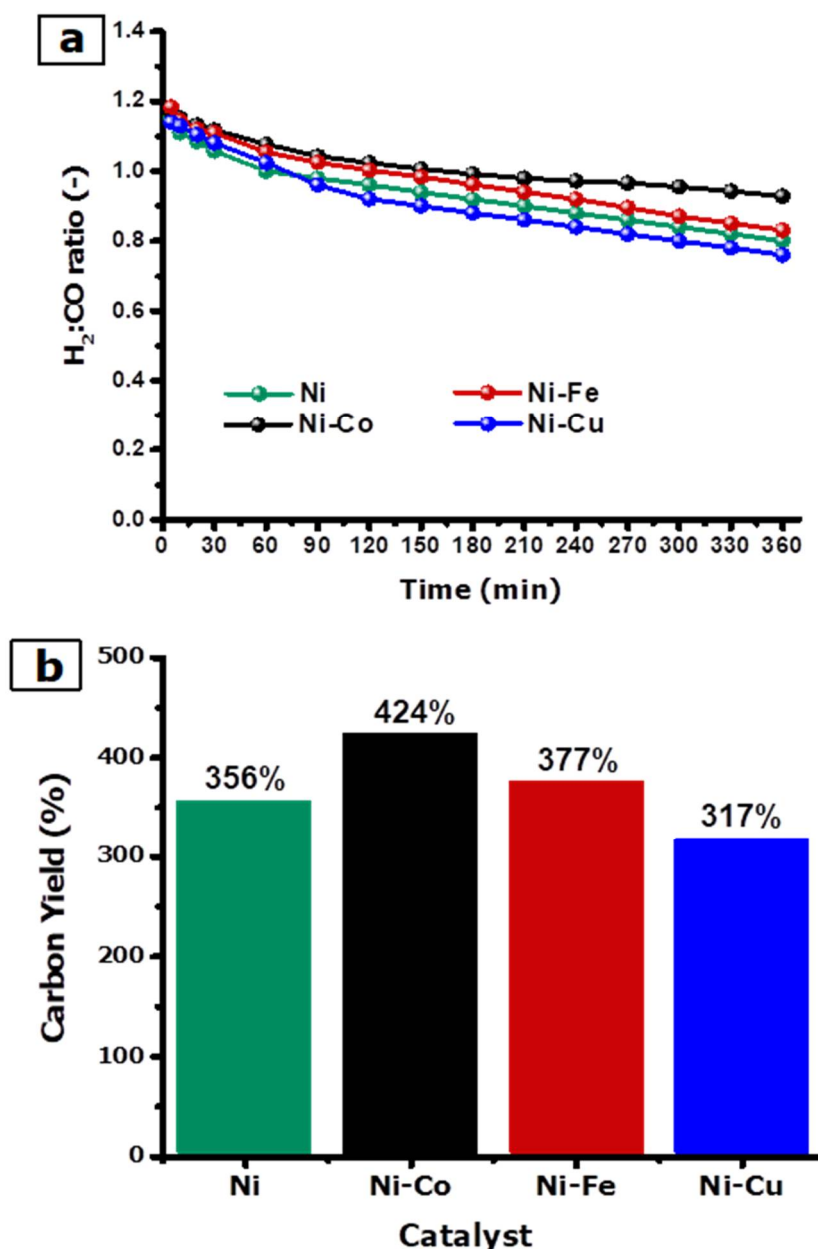 a
1.4
1.2
1.0
0.8
0.6
0.4
0.2
0.0
H₂:CO ratio (-)
Ni Ni-Fe
Ni-Co Ni-Cu
0 30 60 90 120 150 180 210 240 270 300 330 360
Time (min)
b
500
400
300
200
100
0
Carbon Yield (%)
356% 424% 377% 317%
Ni Ni-Co Ni-Fe Ni-Cu
Catalyst